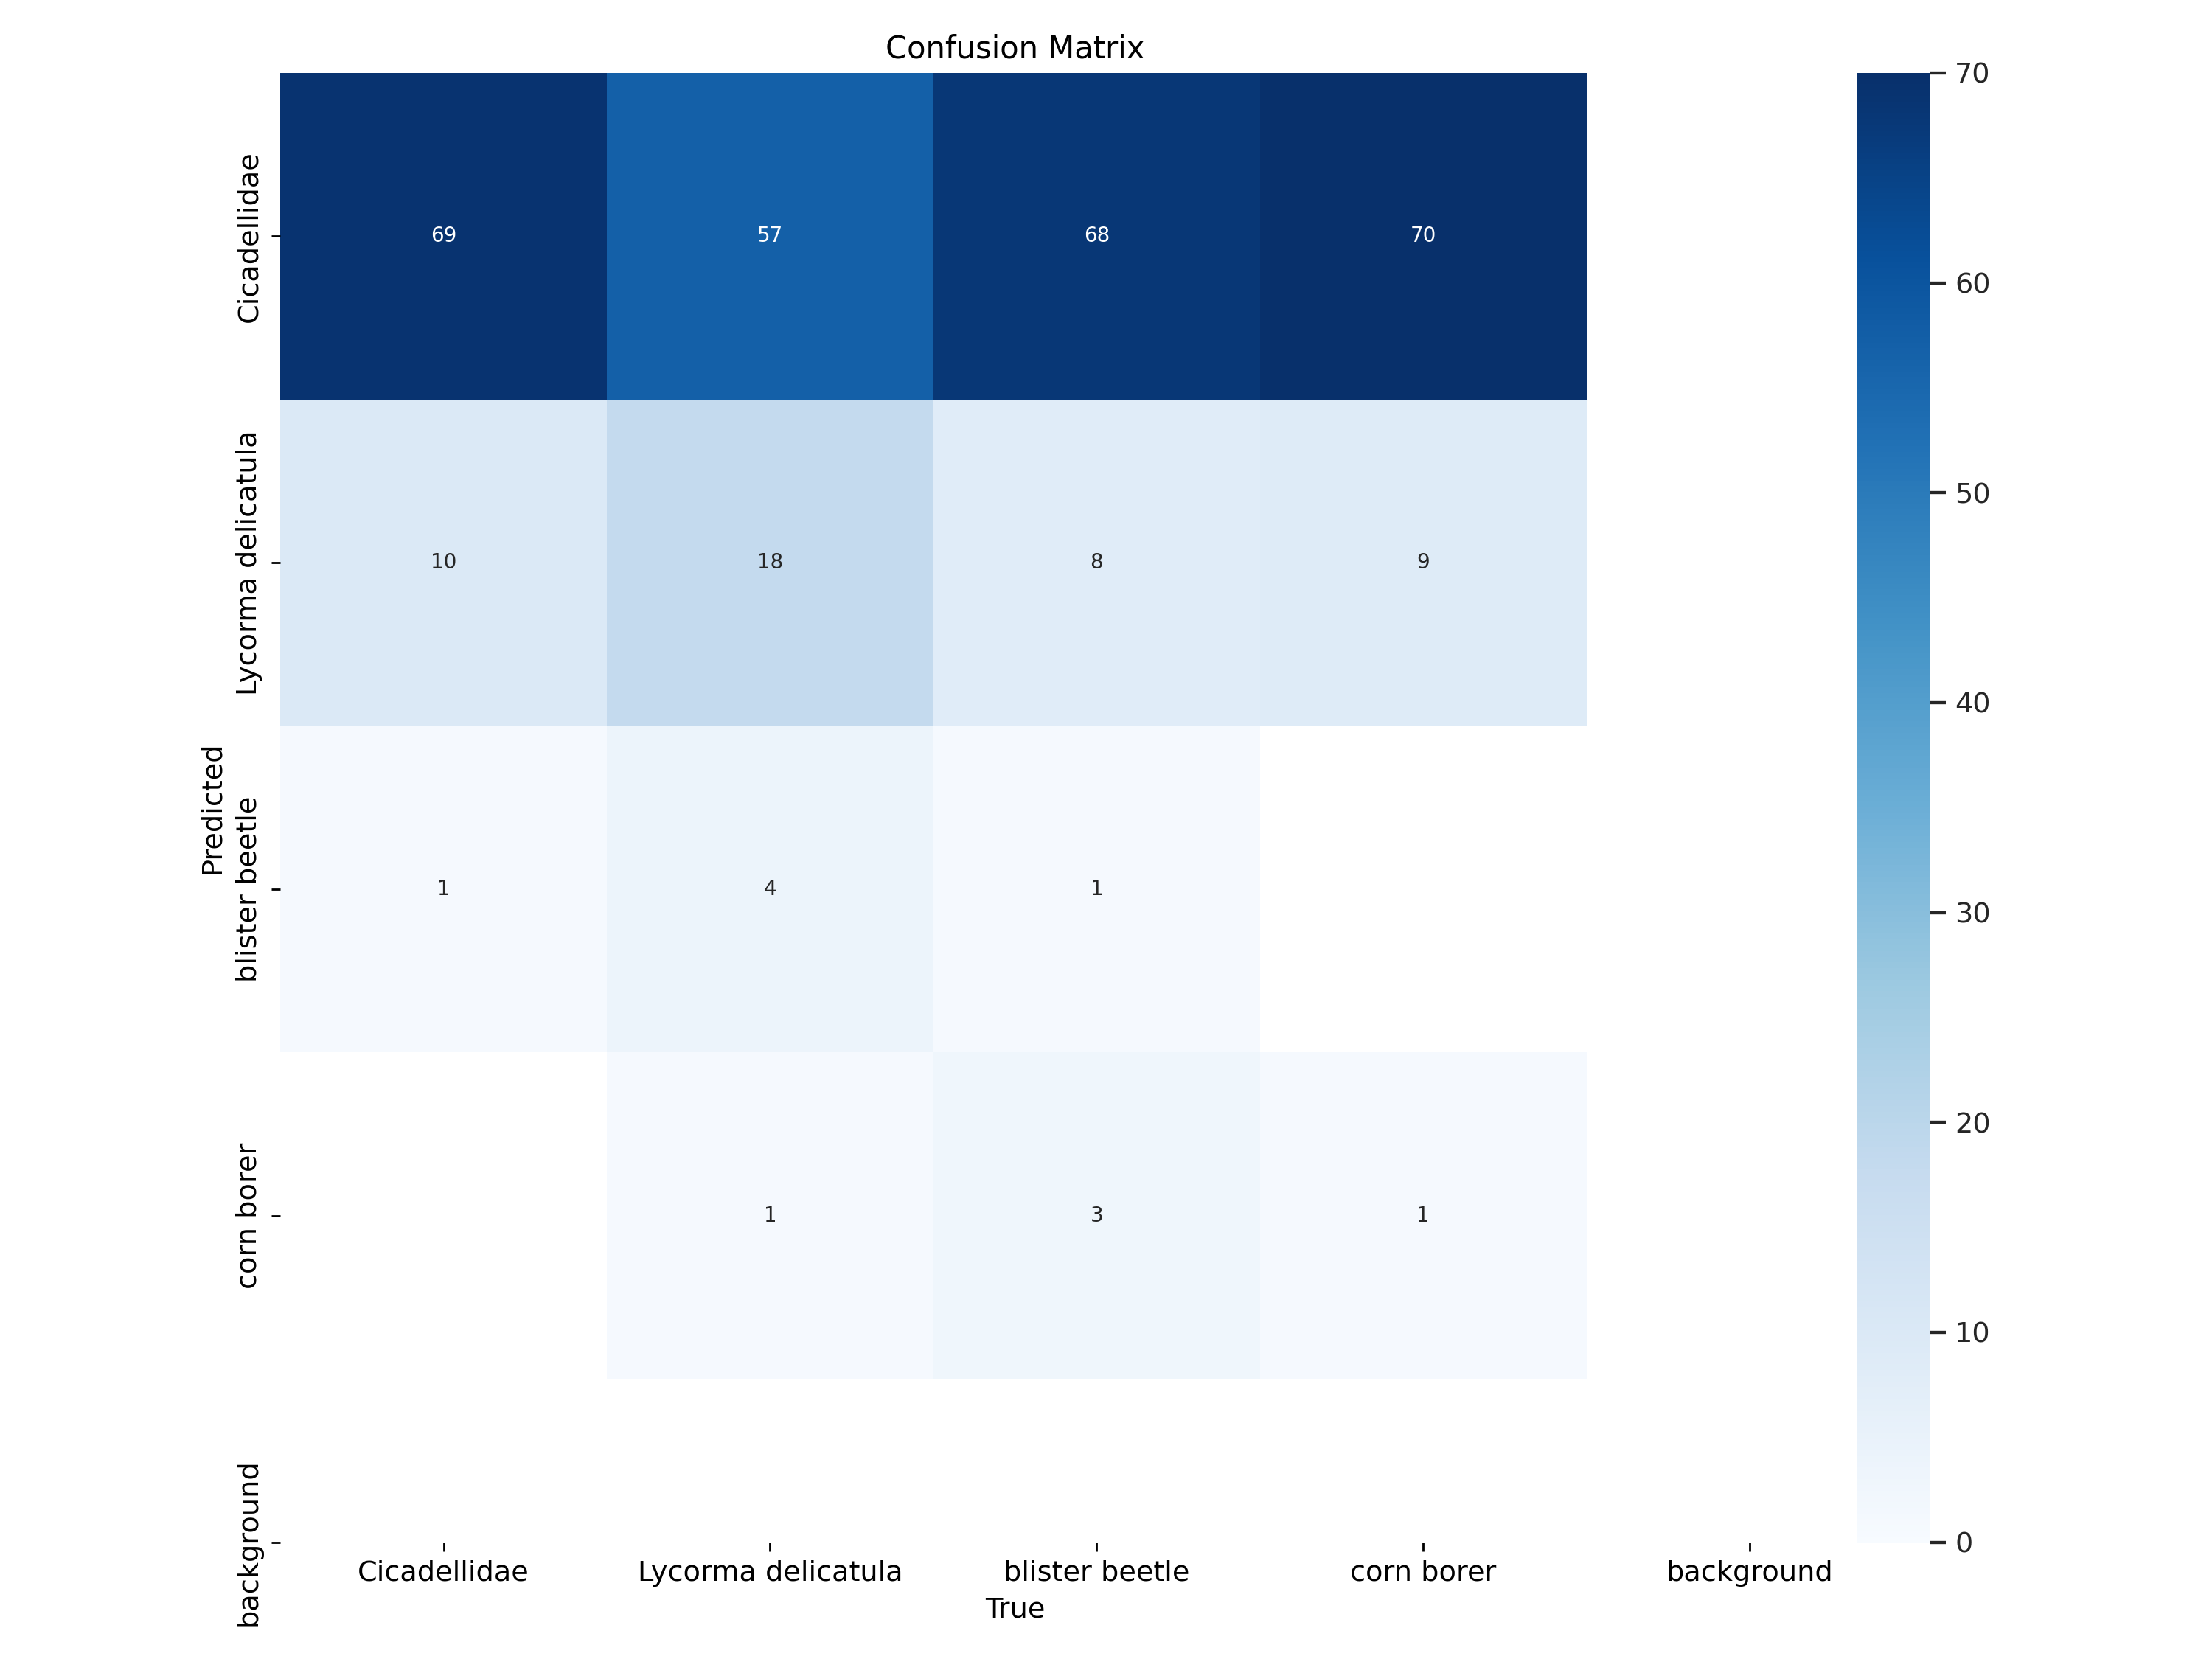 Confusion Matrix
Predicted
Cicadellidae
69 57 68 70
Lycorma delicatula
10 18 8 9
blister beetle
1 4 1
corn borer
1 3 1
background
Cicadellidae Lycorma delicatula blister beetle corn borer background
True
70
60
50
40
30
20
10
0